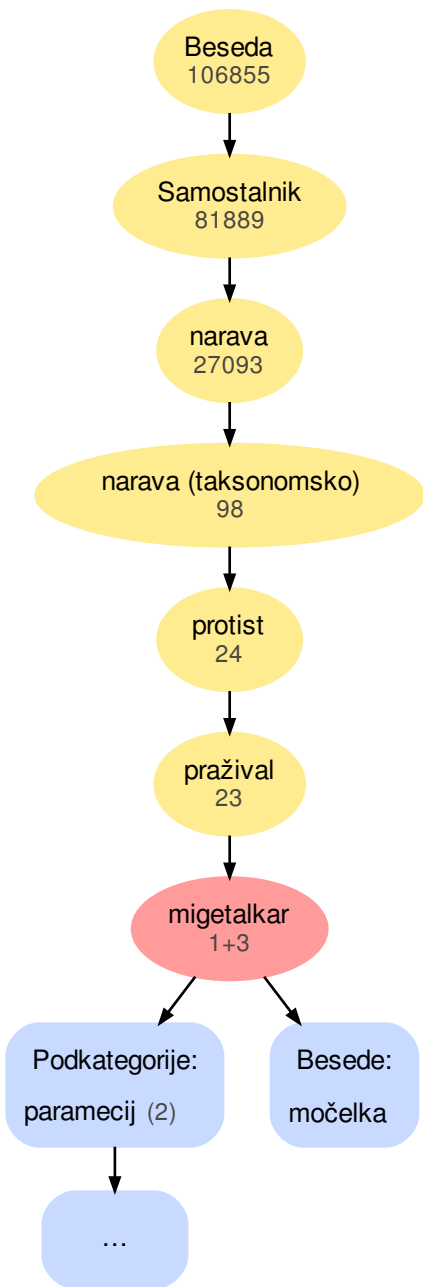 Beseda
106855
Samostalnik
81889
narava
27093
narava (taksonomsko)
98
protist
24
pražival
23
migetalkar
1+3
Podkategorije:
paramecij (2)
Besede:
močelka
...